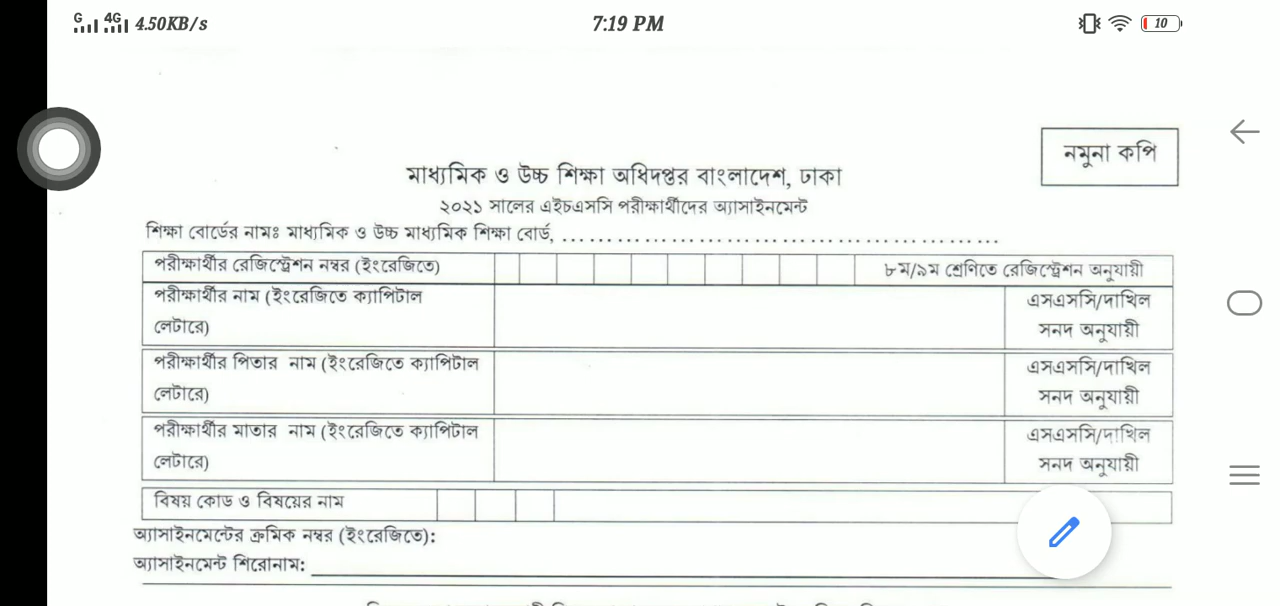 G 4G 4.50KB/s 7:19 PM 10
নমুনা কপি
মাধ্যমিক ও উচ্চ শিক্ষা অধিদপ্তর বাংলাদেশ, ঢাকা
২০২১ সালের এইচএসসি পরীক্ষার্থীদের অ্যাসাইনমেন্ট
শিক্ষা বোর্ডের নামঃ মাধ্যমিক ও উচ্চ মাধ্যমিক শিক্ষা বোর্ড, ................................................
পরীক্ষার্থীর রেজিস্ট্রেশন নম্বর (ইংরেজিতে) ৮ম/৯ম শ্রেণিতে রেজিস্ট্রেশন অনুযায়ী
পরীক্ষার্থীর নাম (ইংরেজিতে ক্যাপিটাল এসএসসি/দাখিল
লেটারে) সনদ অনুযায়ী
পরীক্ষার্থীর পিতার নাম (ইংরেজিতে ক্যাপিটাল এসএসসি/দাখিল
লেটারে) সনদ অনুযায়ী
পরীক্ষার্থীর মাতার নাম (ইংরেজিতে ক্যাপিটাল এসএসসি/দাখিল
লেটারে) সনদ অনুযায়ী
বিষয় কোড ও বিষয়ের নাম
অ্যাসাইনমেন্টের ক্রমিক নম্বর (ইংরেজিতে):
অ্যাসাইনমেন্ট শিরোনাম: